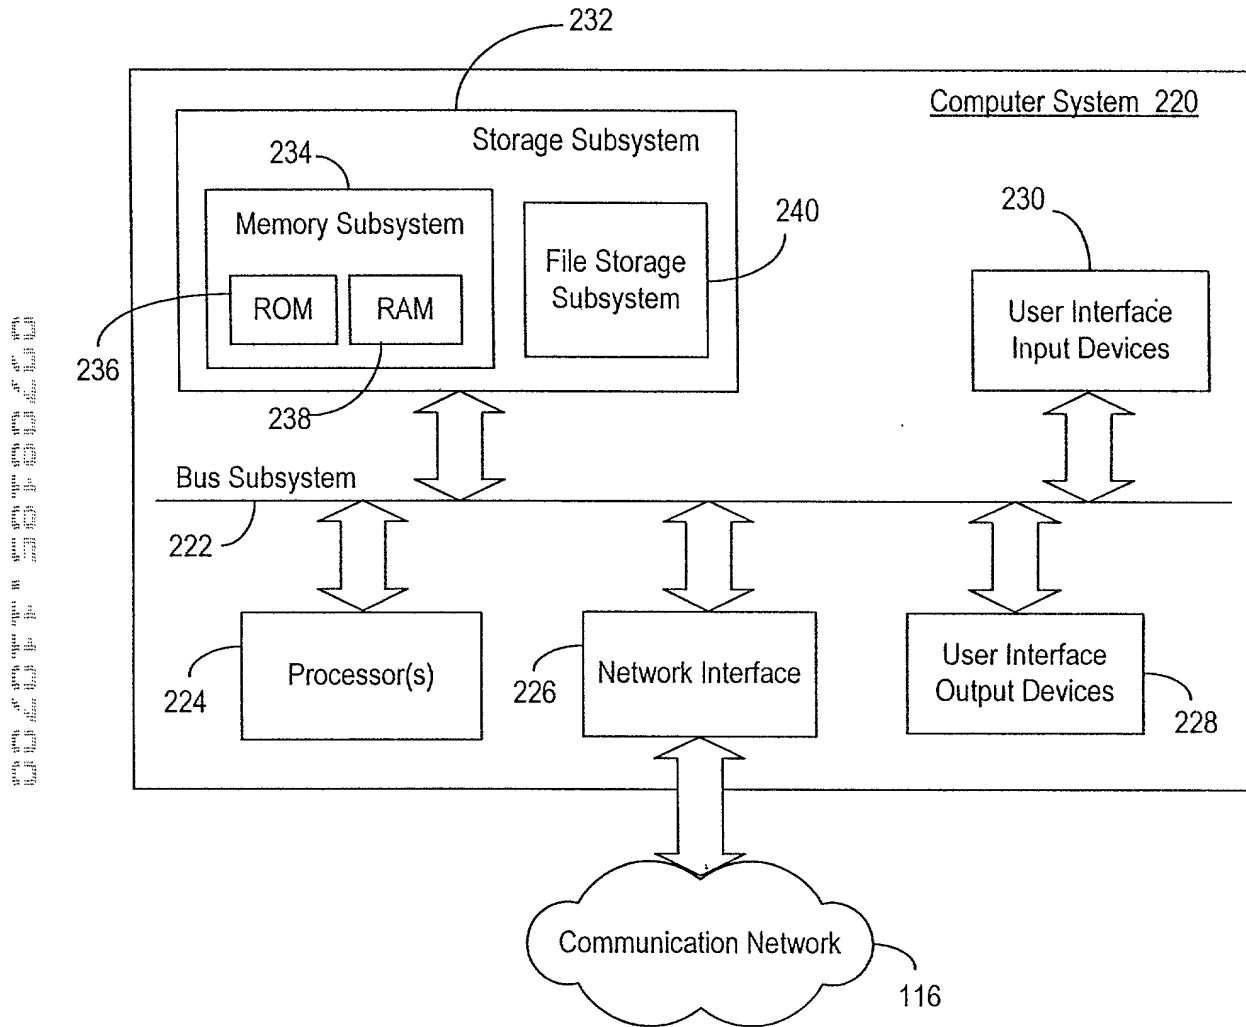 232
Computer System 220
Storage Subsystem
234
Memory Subsystem
240
230
File Storage
Subsystem
ROM
RAM
User Interface
Input Devices
236
238
Bus Subsystem
222
Processor(s)
224
Network Interface
226
User Interface
Output Devices
228
Communication Network
116